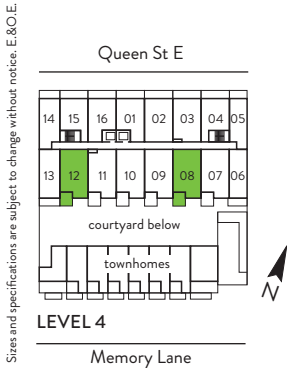 Sizes and specifications are subject to change without notice. E.&O.E.
Queen St E
14 15 16 01 02 03 04 05
13 12 11 10 09 08 07 06
courtyard below
townhomes
N
LEVEL 4
Memory Lane